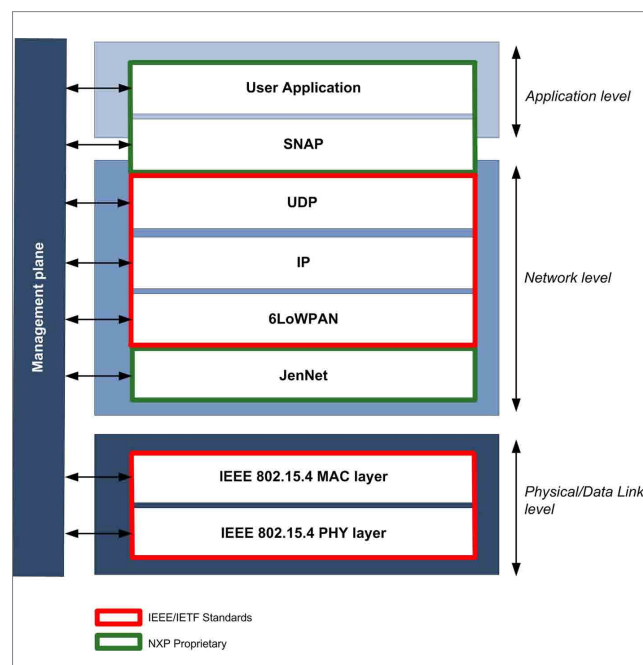 Management plane
User Application
SNAP
UDP
IP
6LoWPAN
JenNet
IEEE 802.15.4 MAC layer
IEEE 802.15.4 PHY layer
Application level
Network level
Physical/Data Link
level
IEEE/IETF Standards
NXP Proprietary